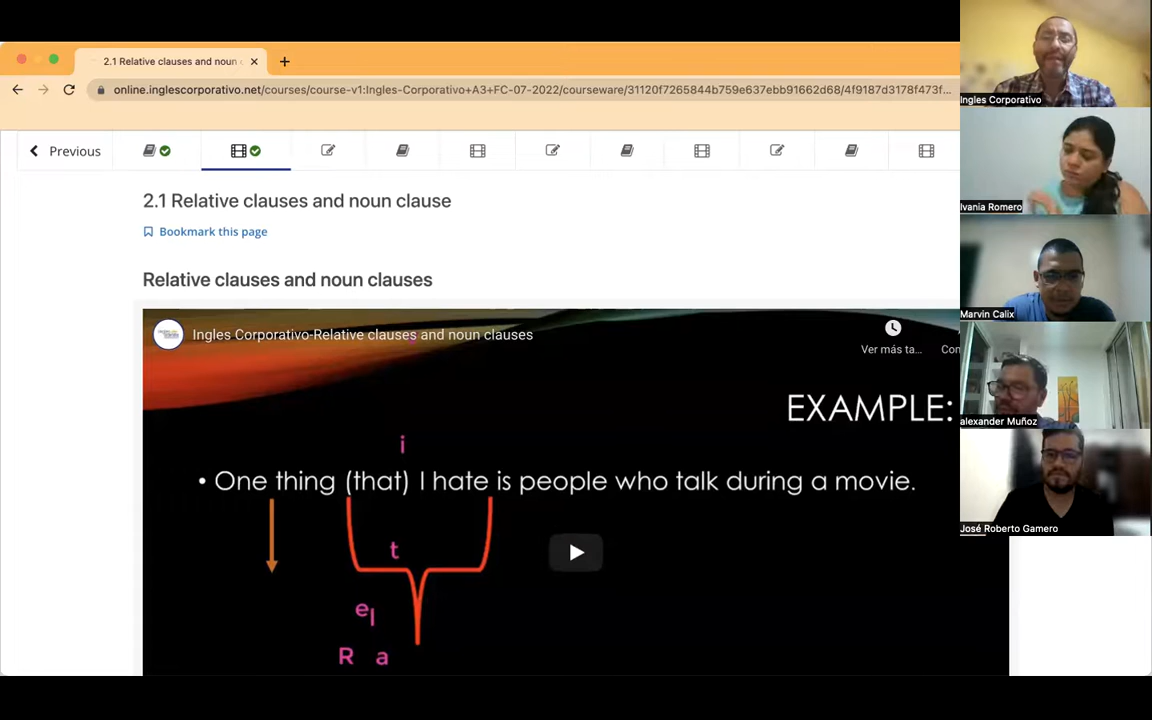 2.1 Relative clauses and noun c
online.inglescorporativo.net/courses/course-v1:Ingles-Corporativo+A3+FC-07-2022/courseware/31120f7265844b759e637ebb91662d68/4f9187d3178f473f...
Previous
2.1 Relative clauses and noun clause
Bookmark this page
Relative clauses and noun clauses
Ingles Corporativo-Relative clauses and noun clauses
Ver más ta...
Con
EXAMPLE:
i
• One thing (that) I hate is people who talk during a movie.
t
el
R a
Ingles Corporativo
Ivania Romero
Marvin Calix
alexander Muñoz
José Roberto Gamero